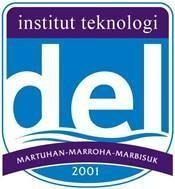 institut teknologi
del
MARTUHAN-MARROHA-MARBISUK
2001